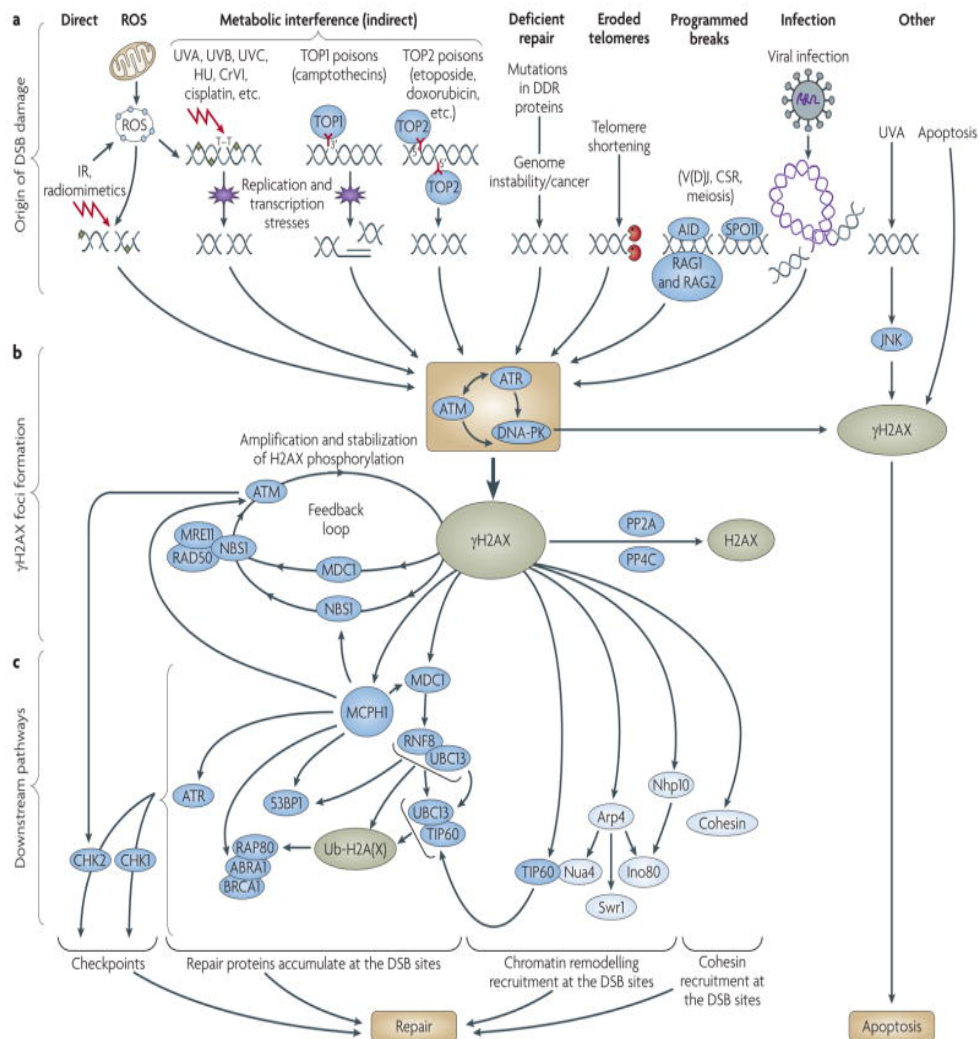 a
Direct
ROS
Metabolic interference (indirect)
Deficient
repair
Eroded
telomeres
Programmed
breaks
Infection
Other
UVA, UVB, UVC,
HU, CrVI,
cisplatin, etc.
TOP1 poisons
(camptothecins)
TOP2 poisons
(etoposide,
doxorubicin,
etc.)
Mutations
in DDR
proteins
Viral infection
ROS
T–T
TOP1
3'
TOP2
5'
5'
TOP2
Telomere
shortening
UVA
Apoptosis
IR,
radiomimetics
Replication and
transcription
stresses
Genome
instability/cancer
(V(D)J, CSR,
meiosis)
AID
SPO11
RAG1
and RAG2
Origin of DSB damage
JNK
b
ATR
ATM
DNA-PK
γH2AX
Amplification and stabilization
of H2AX phosphorylation
ATM
Feedback
loop
MRE11
RAD50
NBS1
MDC1
NBS1
γH2AX
PP2A
PP4C
H2AX
γH2AX foci formation
c
MCPH1
MDC1
RNF8
UBC13
ATR
53BP1
UBC13
TIP60
Nhp10
Arp4
Cohesin
CHK2
CHK1
RAP80
ABRA1
BRCA1
Ub-H2A(X)
TIP60
Nua4
Ino80
Swr1
Downstream pathways
Checkpoints
Repair proteins accumulate at the DSB sites
Chromatin remodelling
recruitment at the DSB sites
Cohesin
recruitment at
the DSB sites
Repair
Apoptosis